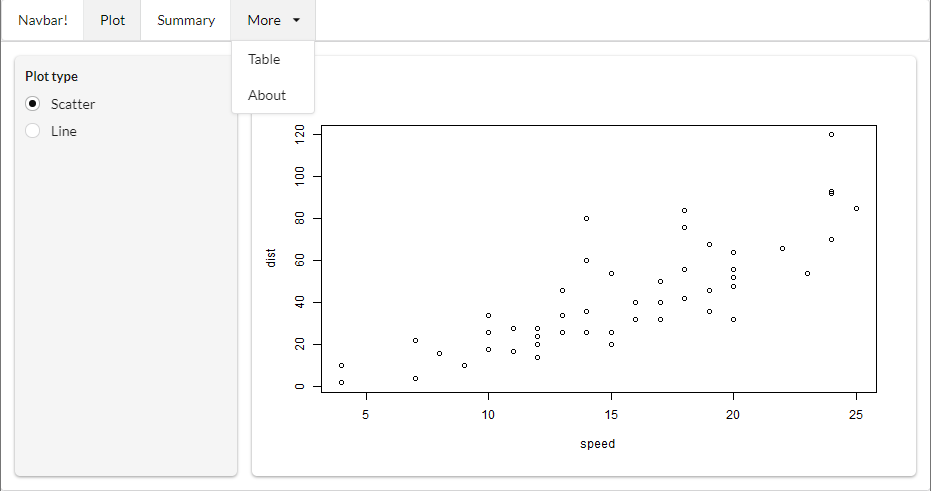 Navbar! Plot Summary More
Table
About
Plot type
Scatter
Line
120
100
80
60
40
20
0
dist
5 10 15 20 25
speed